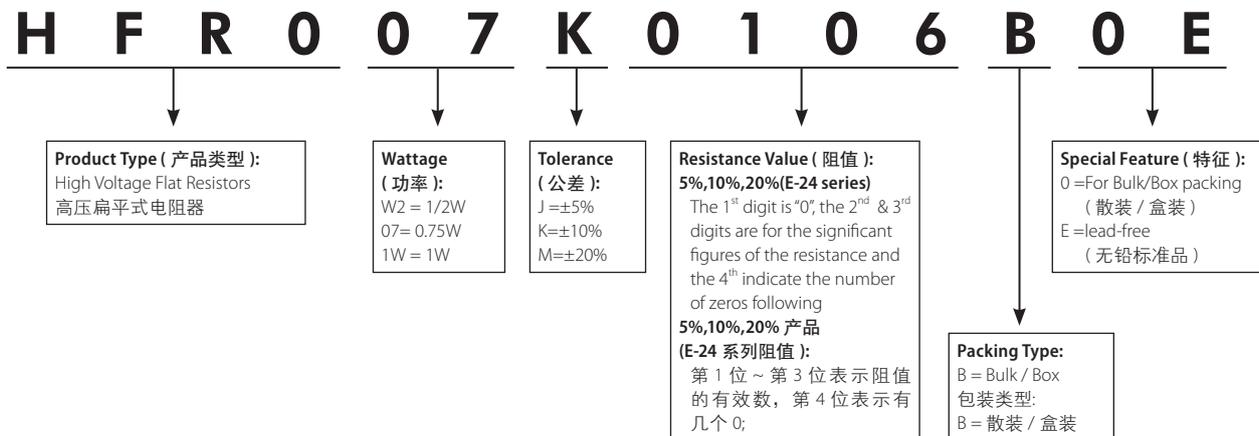 H F R 0 0 7 K 0 1 0 6 B 0 E
Product Type ( 产品类型 ):
High Voltage Flat Resistors
高压扁平式电阻器
Wattage
( 功率 ):
W2 = 1/2W
07= 0.75W
1W = 1W
Tolerance
( 公差 ):
J =±5%
K=±10%
M=±20%
Resistance Value ( 阻值 ):
5%,10%,20%(E-24 series)
The 1st digit is “0”, the 2nd & 3rd
digits are for the significant
figures of the resistance and
the 4th indicate the number
of zeros following
5%,10%,20% 产品
(E-24 系列阻值 ):
第 1 位 ~ 第 3 位表示阻值
的有效数，第 4 位表示有
几个 0;
Packing Type:
B = Bulk / Box
包装类型:
B = 散装 / 盒装
Special Feature ( 特征 ):
0 =For Bulk/Box packing
( 散装 / 盒装 )
E =lead-free
( 无铅标准品 )